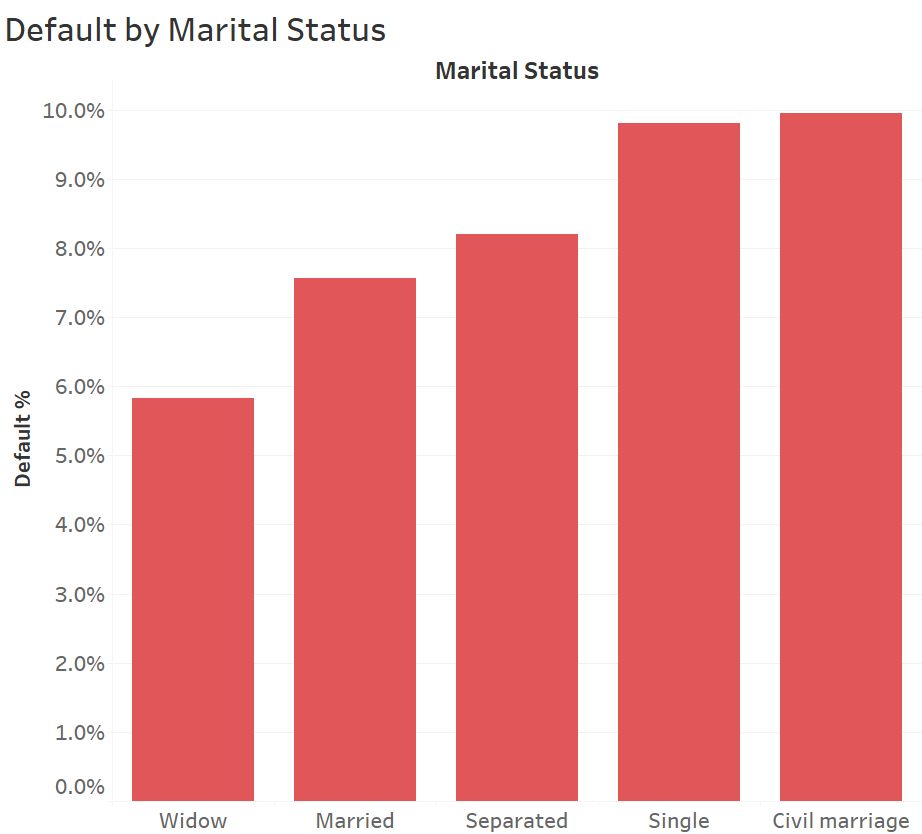 Default by Marital Status
Marital Status
Default %
10.0%
9.0%
8.0%
7.0%
6.0%
5.0%
4.0%
3.0%
2.0%
1.0%
0.0%
Widow Married Separated Single Civil marriage